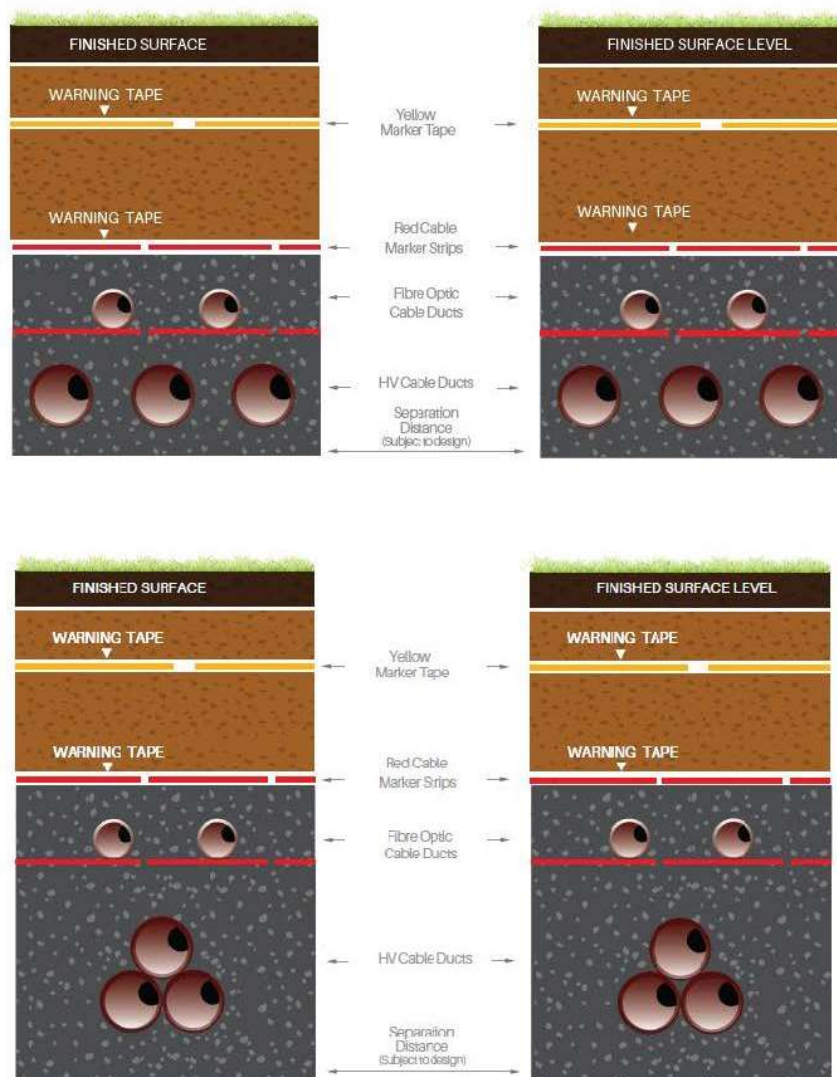 FINISHED SURFACE
FINISHED SURFACE LEVEL
WARNING TAPE
WARNING TAPE
Yellow
Marker Tape
WARNING TAPE
WARNING TAPE
Red Cable
Marker Strips
Fibre Optic
Cable Ducts
HV Cable Ducts
Separation
Distance
(Subject to design)
FINISHED SURFACE
FINISHED SURFACE LEVEL
WARNING TAPE
WARNING TAPE
Yellow
Marker Tape
WARNING TAPE
WARNING TAPE
Red Cable
Marker Strips
Fibre Optic
Cable Ducts
HV Cable Ducts
Separation
Distance
(Subject to design)